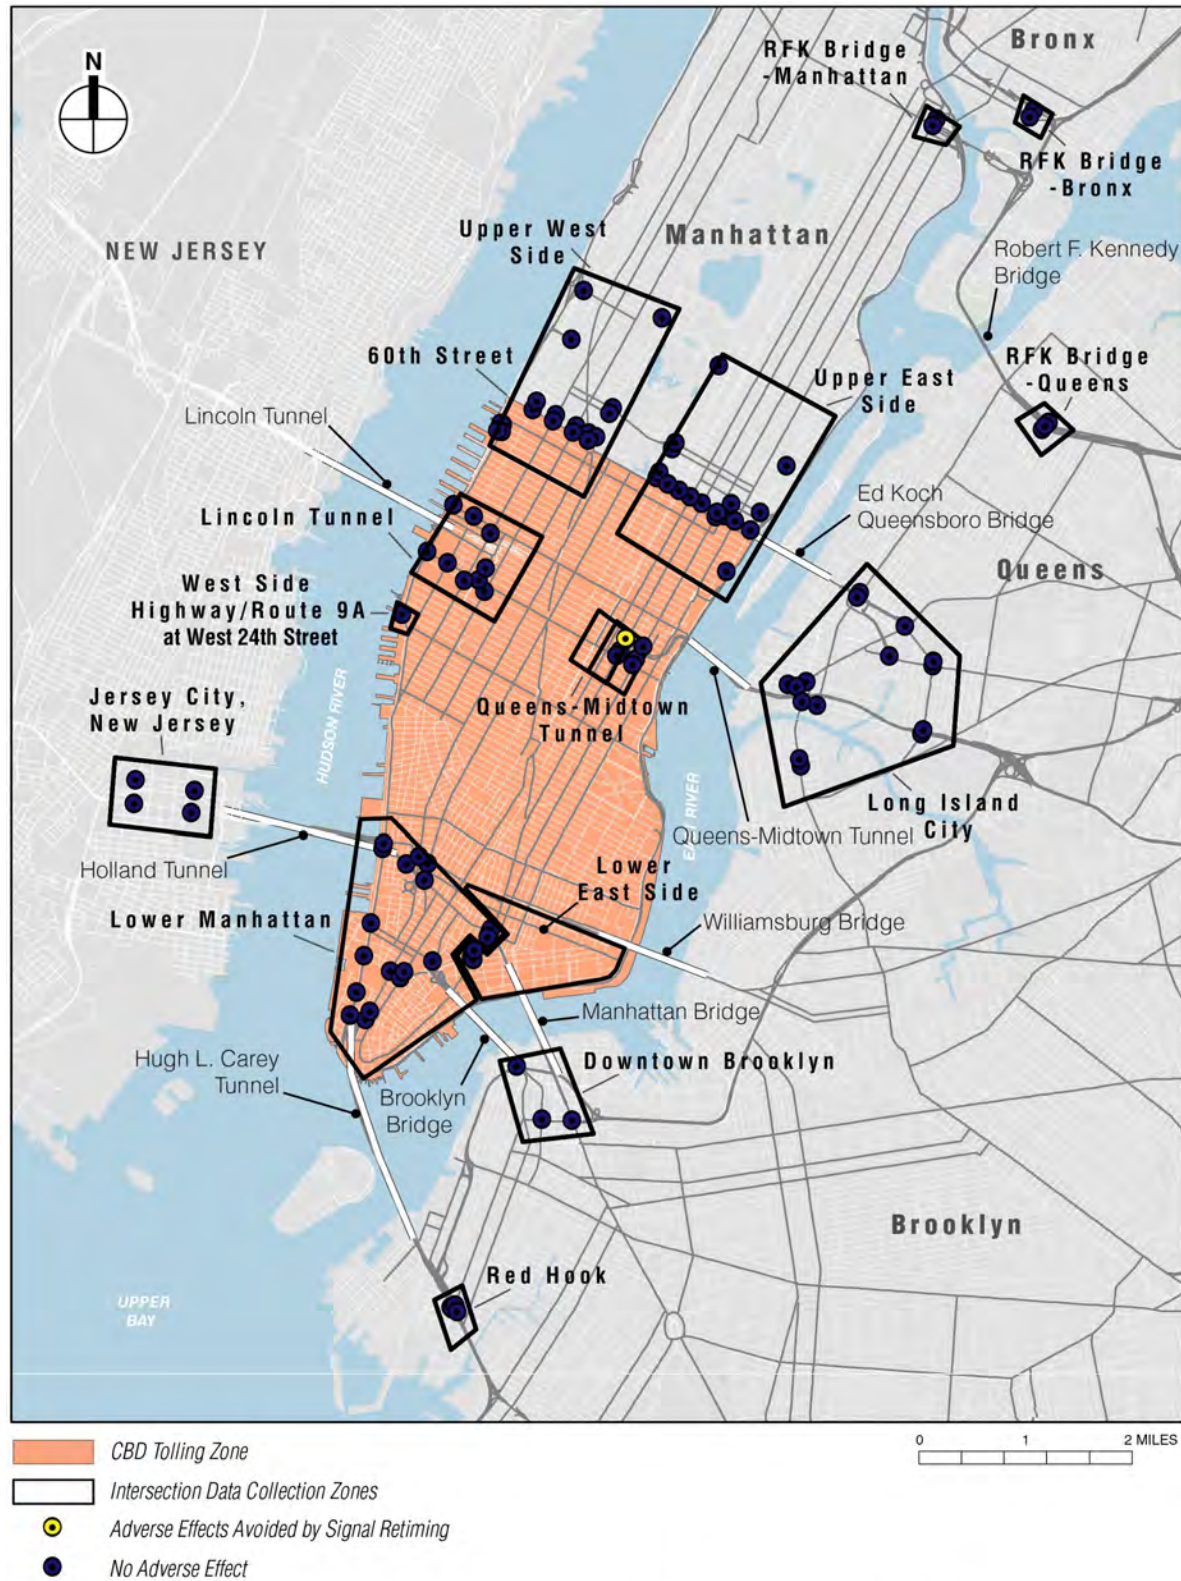 N
Bronx
RFK Bridge
-Manhattan
RFK Bridge
-Bronx
Upper West
Side
Manhattan
NEW JERSEY
Robert F. Kennedy
Bridge
60th Street
RFK Bridge
-Queens
Upper East
Side
Lincoln Tunnel
Ed Koch
Queensboro Bridge
Lincoln Tunnel
Queens
West Side
Highway/Route 9A
at West 24th Street
Jersey City,
New Jersey
HUDSON RIVER
Queens-Midtown
Tunnel
EAST RIVER
Long Island
City
Queens-Midtown Tunnel
Holland Tunnel
Lower
East Side
Lower Manhattan
Williamsburg Bridge
Manhattan Bridge
Hugh L. Carey
Tunnel
Downtown Brooklyn
Brooklyn
Bridge
Brooklyn
Red Hook
UPPER
BAY
CBD Tolling Zone
0 1 2 MILES
Intersection Data Collection Zones
Adverse Effects Avoided by Signal Retiming
No Adverse Effect